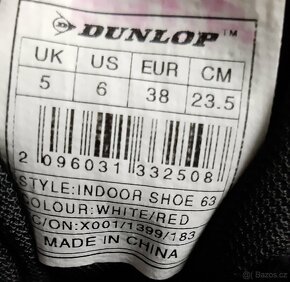 DUNLOP™
UK US EUR CM
5 6 38 23.5
2 096031 332508
STYLE: INDOOR SHOE 63
COLOUR: WHITE/RED
C/ON: X001/1399/183
MADE IN CHINA
Bazos.cz